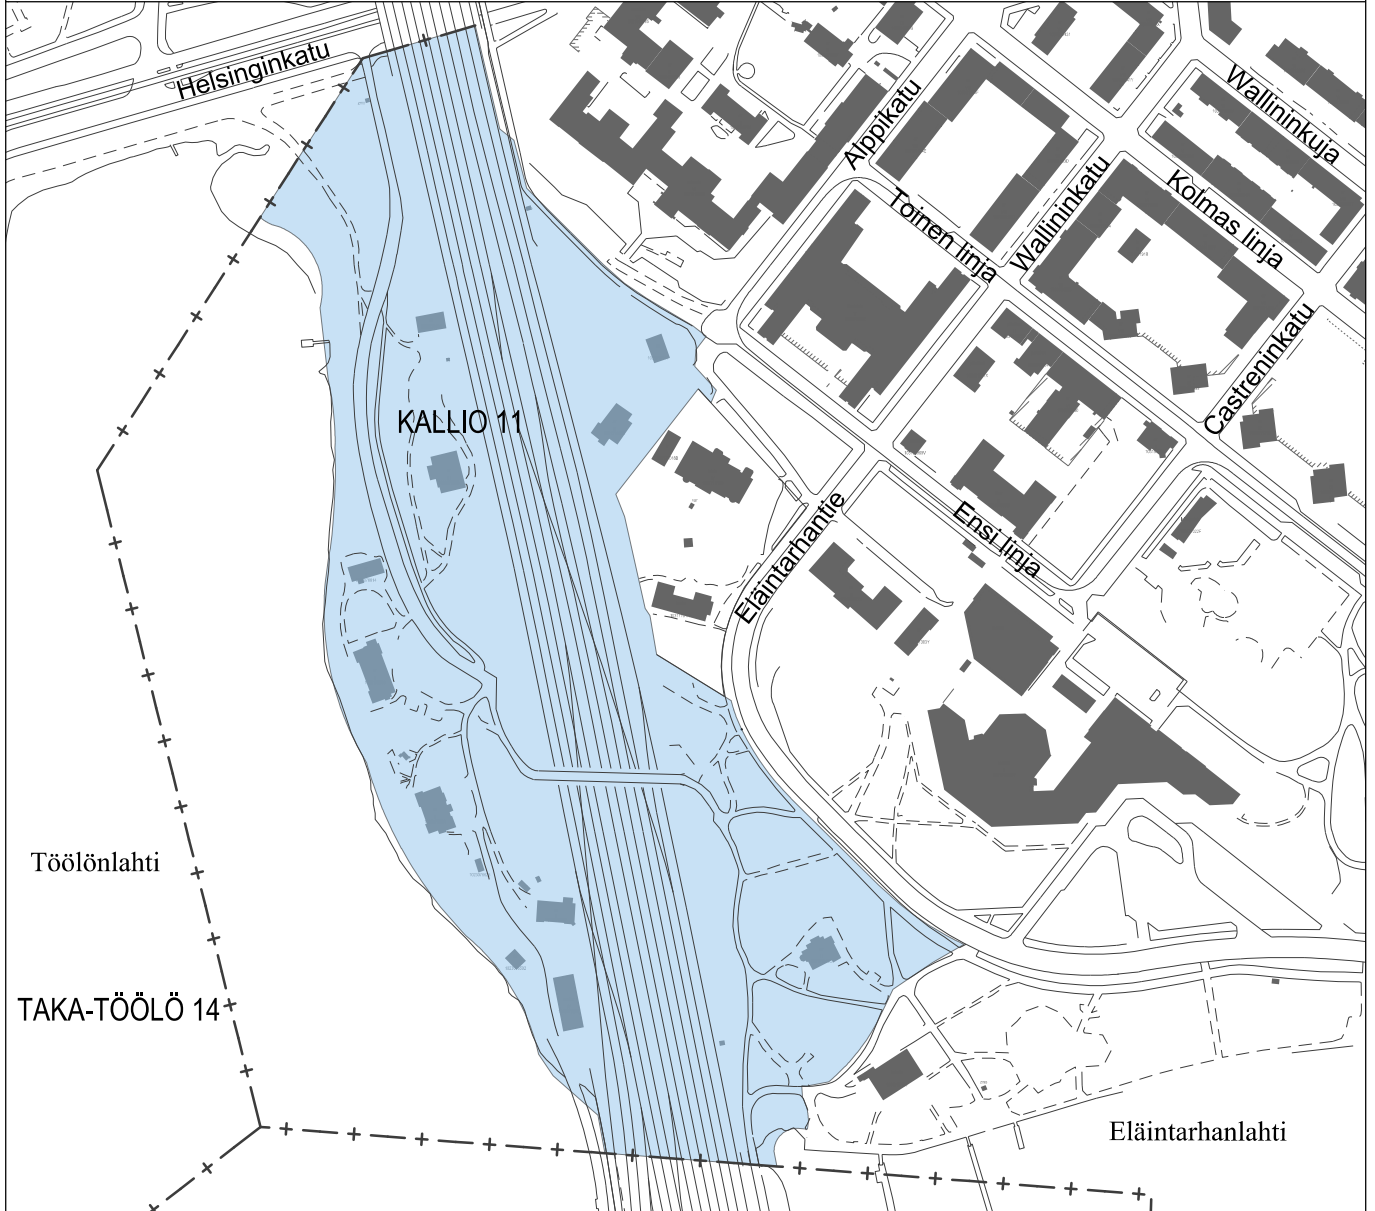 Helsinginkatu
Wallininkuja
Alppikatu
Kolmas linja
Toinen linja
Wallininkatu
Castreninkatu
KALLIO 11
Eläintarhantie
Ensi linja
Töölönlahti
TAKA-TÖÖLÖ 14
Eläintarhanlahti